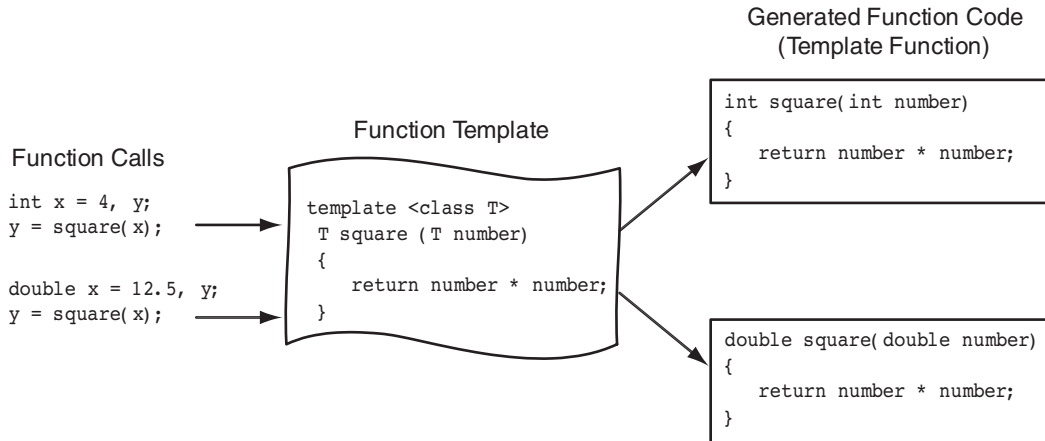 Generated Function Code
(Template Function)
int square(int number)
{
return number * number;
}
Function Template
Function Calls
int x = 4, y;
y = square(x);
template <class T>
T square (T number)
{
return number * number;
}
double x = 12.5, y;
y = square(x);
double square(double number)
{
return number * number;
}